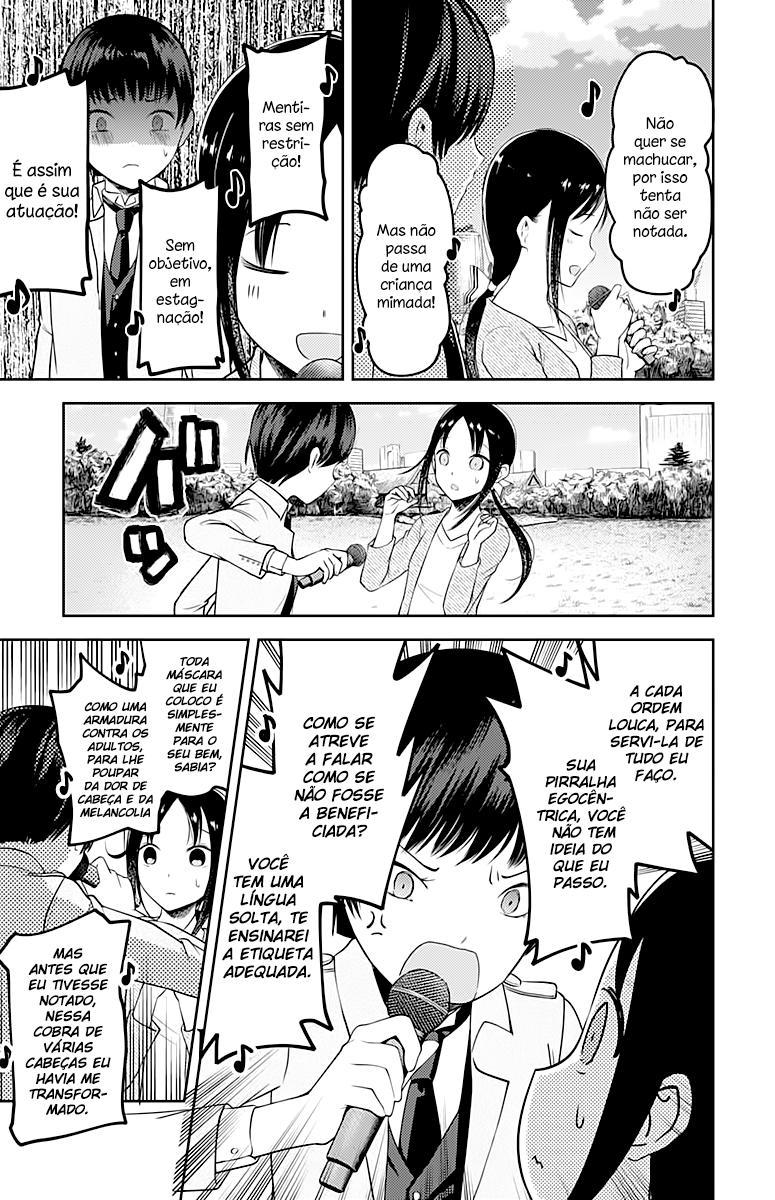 Não
quer se
machucar,
por isso
tenta
não ser
notada.
Mas não
passa
de uma
criança
mimada!
Menti-
ras sem
restri-
ção!
Sem
objetivo,
em
estag-
nação!
É assim
que é sua
atuação!
バッ
A CADA
ORDEM
LOUCA, PARA
SERVI-LA DE
TUDO EU
FAÇO.
SUA
PIRRALHA
EGOCÊN-
TRICA, VOCÊ
NÃO TEM
IDEIA DO
QUE EU
PASSO.
COMO SE
ATREVE
A FALAR
COMO SE
NÃO FOSSE
A BENEFI-
CIADA?
VOCÊ
TEM UMA
LÍNGUA
SOLTA, TE
ENSINAREI
A ETIQUETA
ADEQUADA.
TODA
MÁSCARA
QUE EU
COLOCO É
SIMPLES-
MENTE
PARA O
SEU BEM,
SABIA?
COMO UMA
ARMADURA
CONTRA OS
ADULTOS,
PARA LHE
POUPAR
DA DOR DE
CABEÇA E DA
MELANCOLIA
MAS
ANTES QUE
EU TIVESSE
NOTADO,
NESSA
COBRA DE
VÁRIAS
CABEÇAS EU
HAVIA ME
TRANSFOR-
MADO.